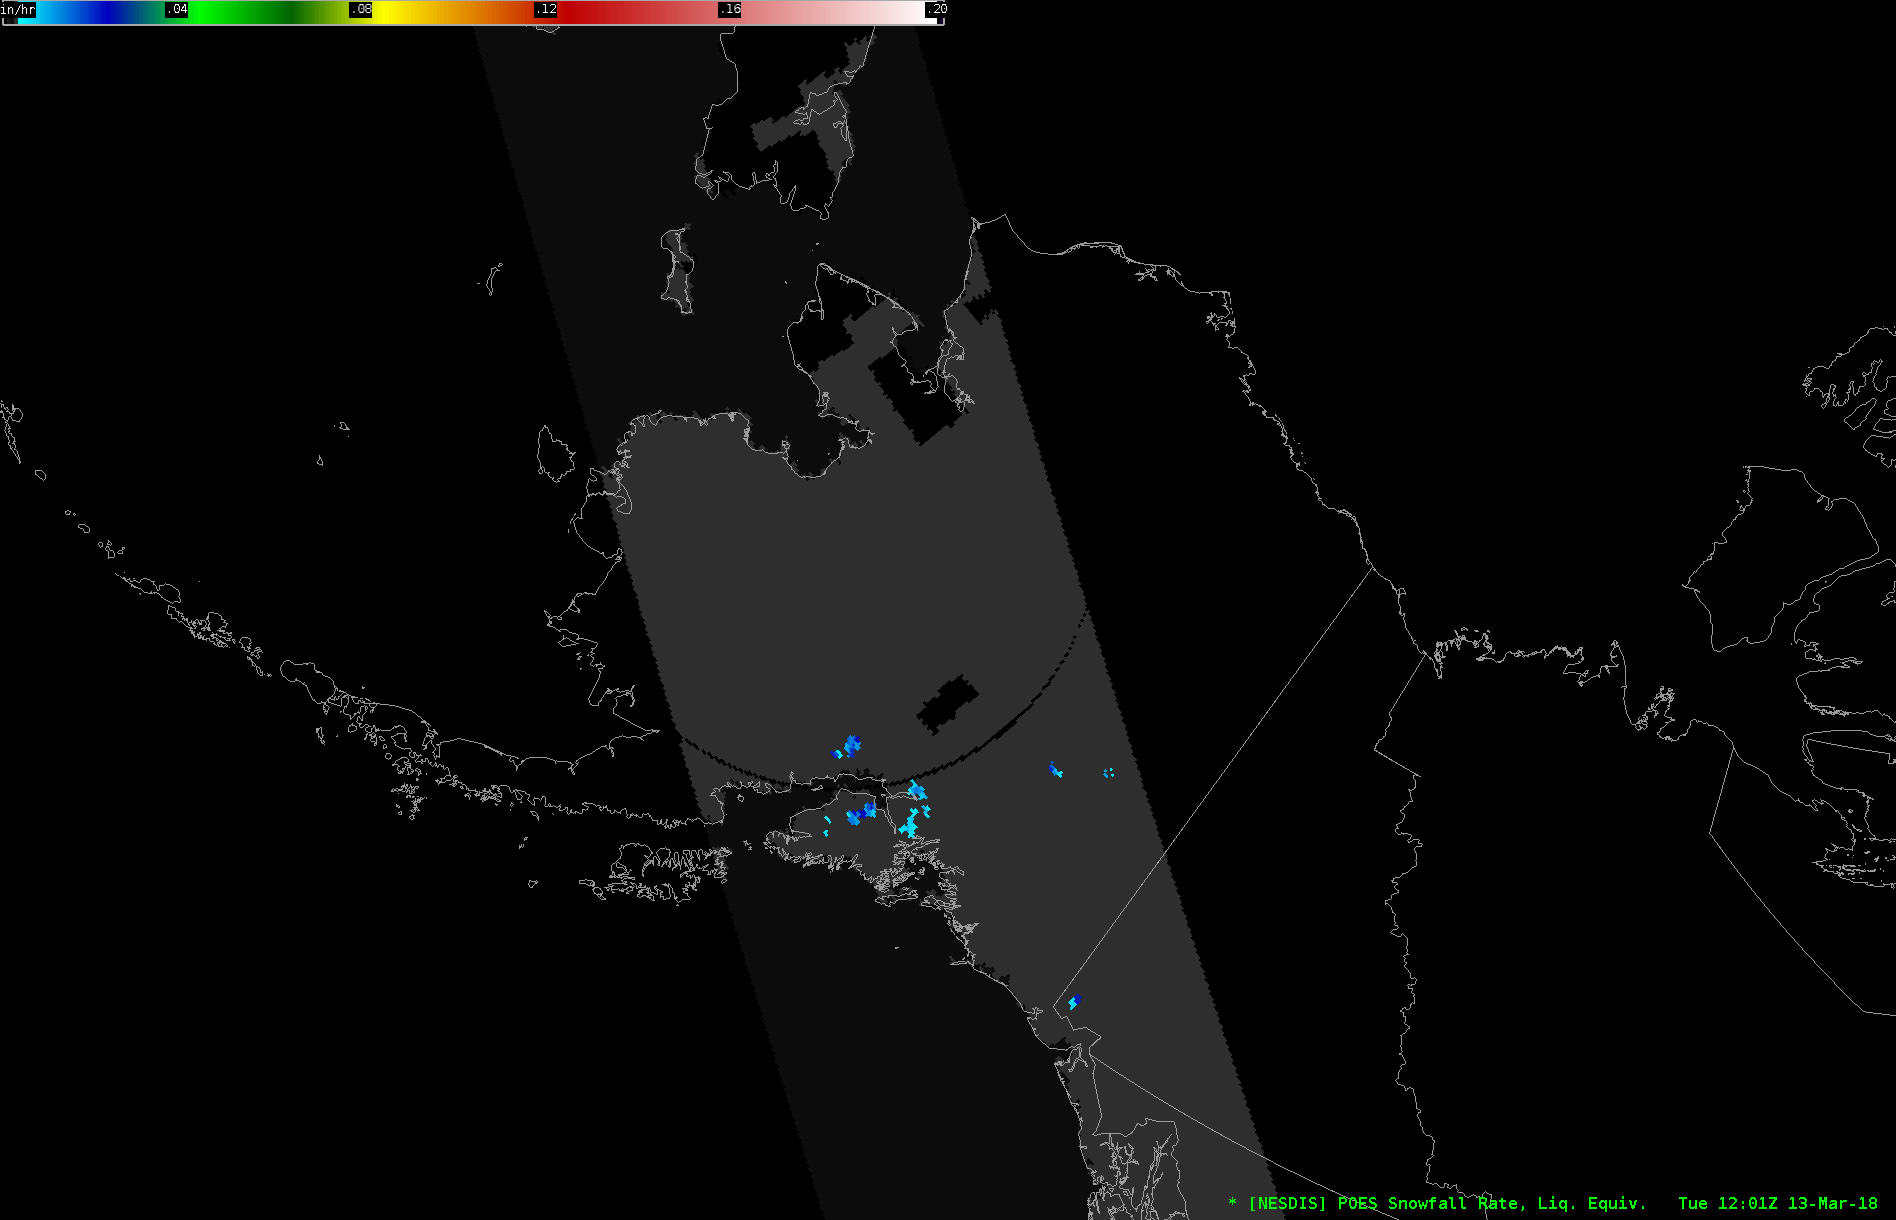 in/hr .04 .08 .12 .16 .20
* [NESDIS] POES Snowfall Rate, Liq. Equiv. Tue 12:01Z 13-Mar-18